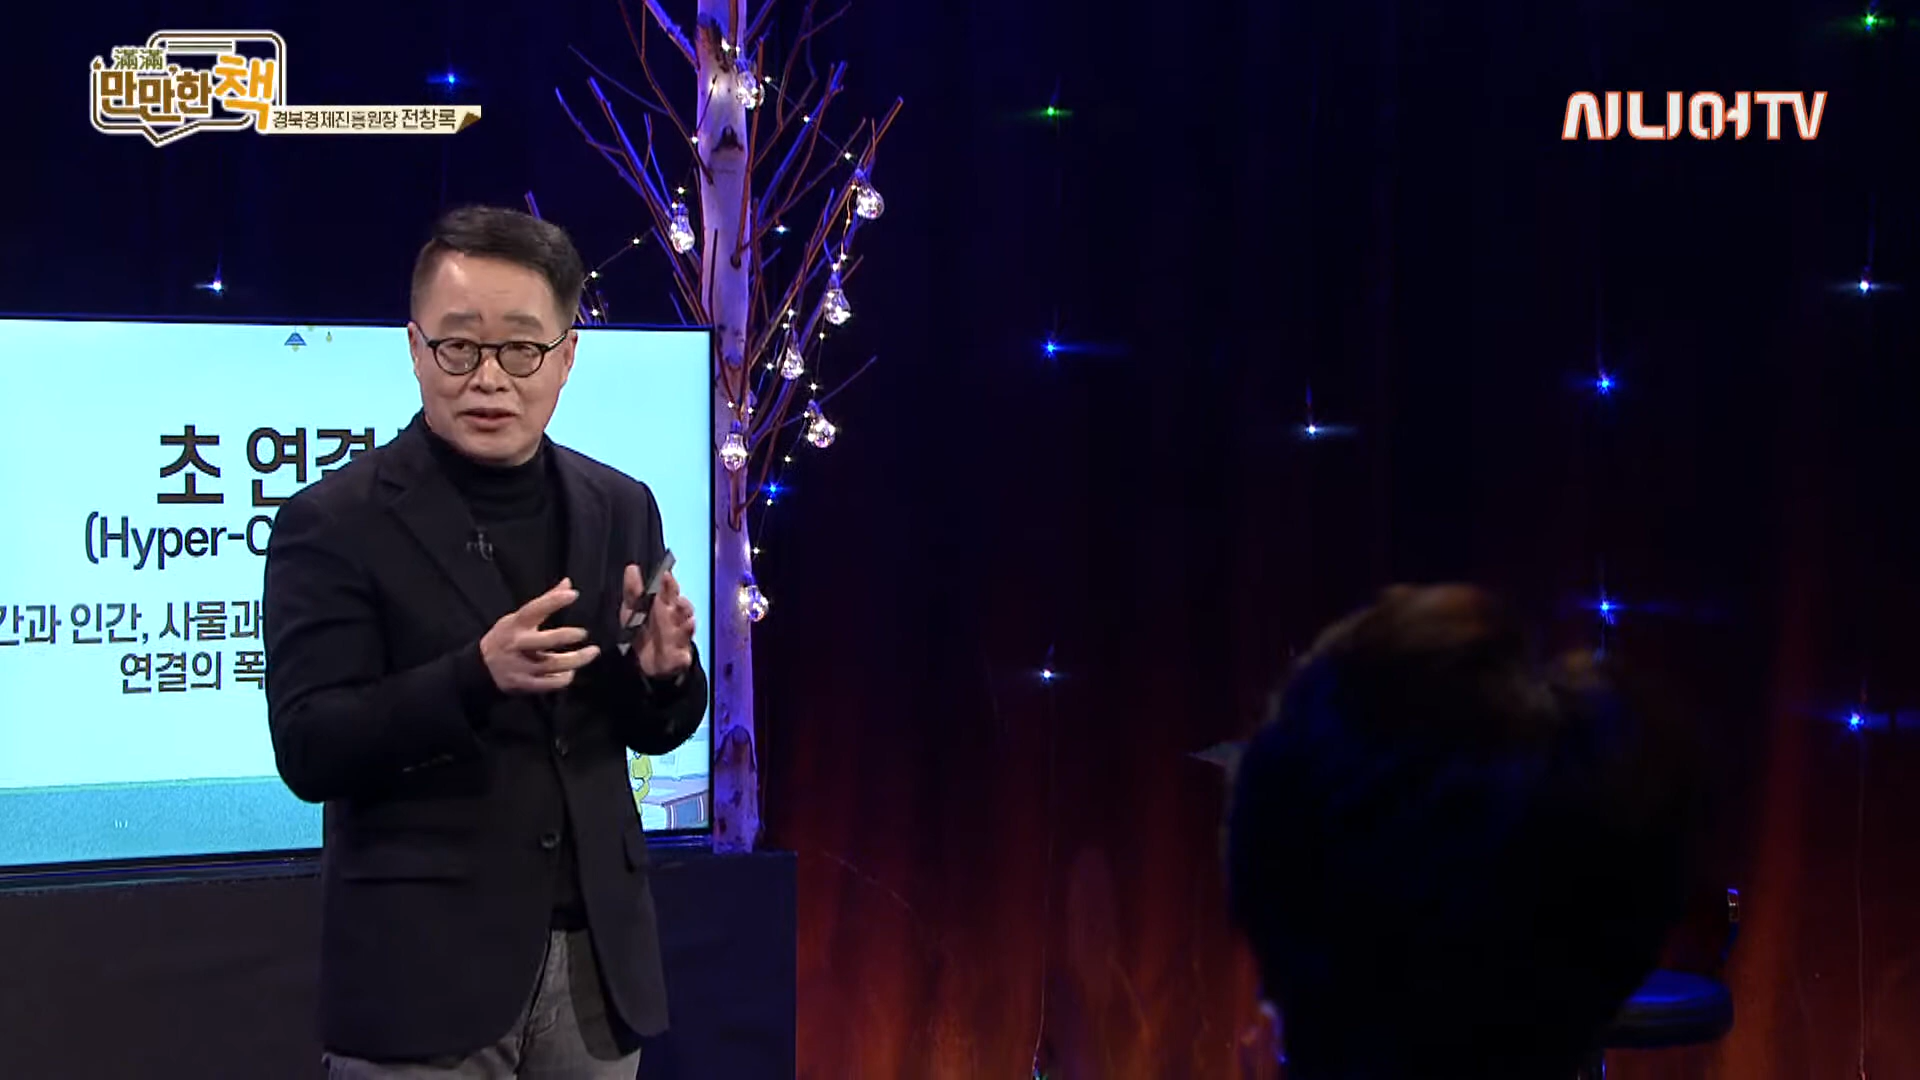 滿滿
'만만'한 책
경북경제진흥원장 전창록
시니어TV
초 연결
(Hyper-C
간과 인간, 사물과
연결의 폭